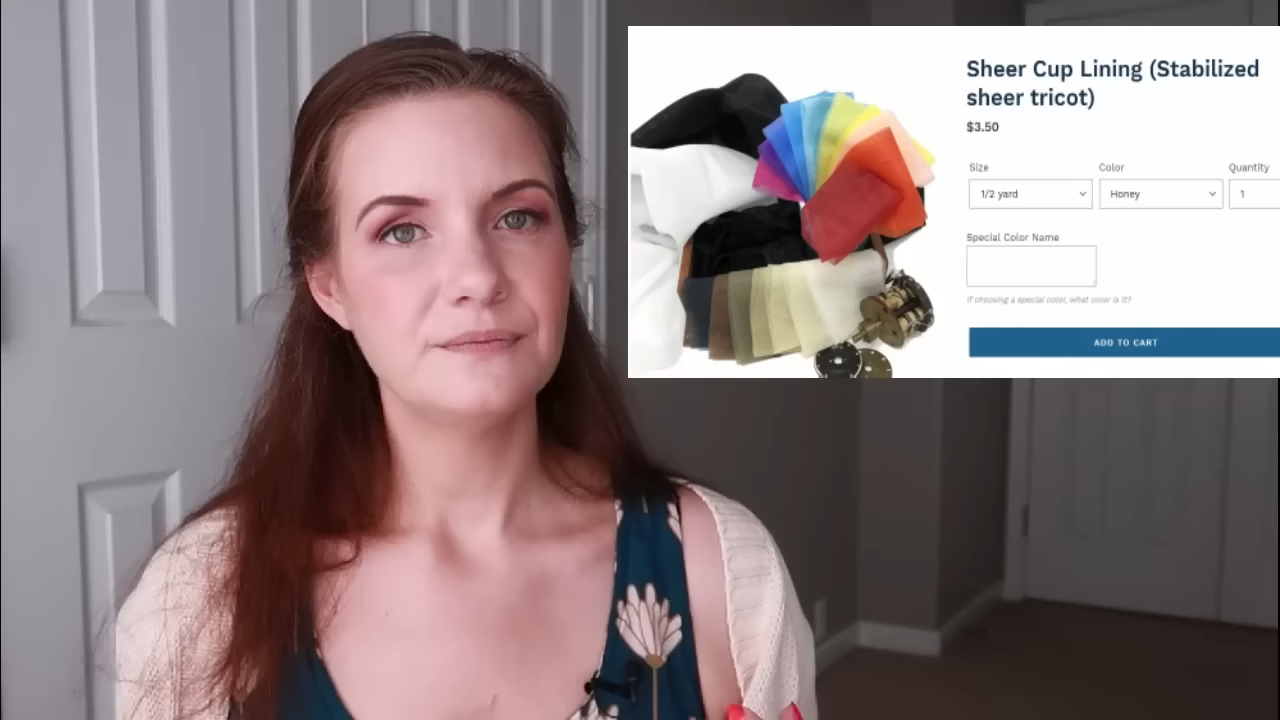 Sheer Cup Lining (Stabilized
sheer tricot)
$3.50
Size Color Quantity
1/2 yard Honey 1
Special Color Name
If choosing a special color, what color is it?
ADD TO CART